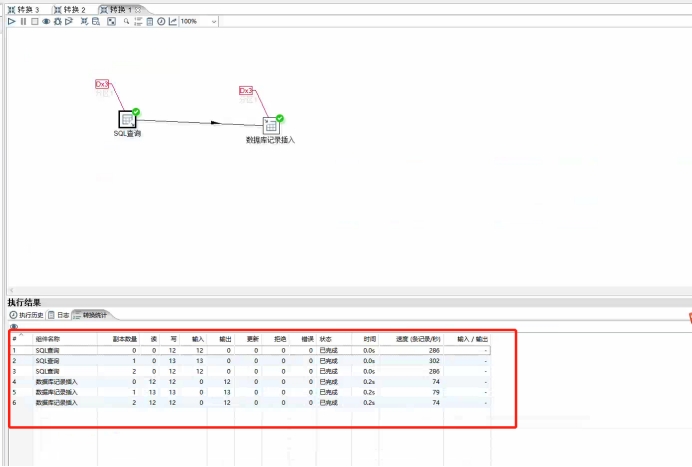 转换 3 转换 2 转换 1
100%
Dx3
Dx3
SQL查询
数据库记录插入
执行结果
执行历史 日志 转换统计
# 组件名称 副本数量 读 写 输入 输出 更新 拒绝 错误 状态 时间 速度 (条记录/秒) 输入 / 输出
1 SQL查询 0 0 12 12 0 0 0 0 已完成 0.0s 286 -
2 SQL查询 1 0 13 13 0 0 0 0 已完成 0.0s 302 -
3 SQL查询 2 0 12 12 0 0 0 0 已完成 0.0s 286 -
4 数据库记录插入 0 12 12 0 12 0 0 0 已完成 0.2s 74 -
5 数据库记录插入 1 13 13 0 13 0 0 0 已完成 0.2s 79 -
6 数据库记录插入 2 12 12 0 12 0 0 0 已完成 0.2s 74 -